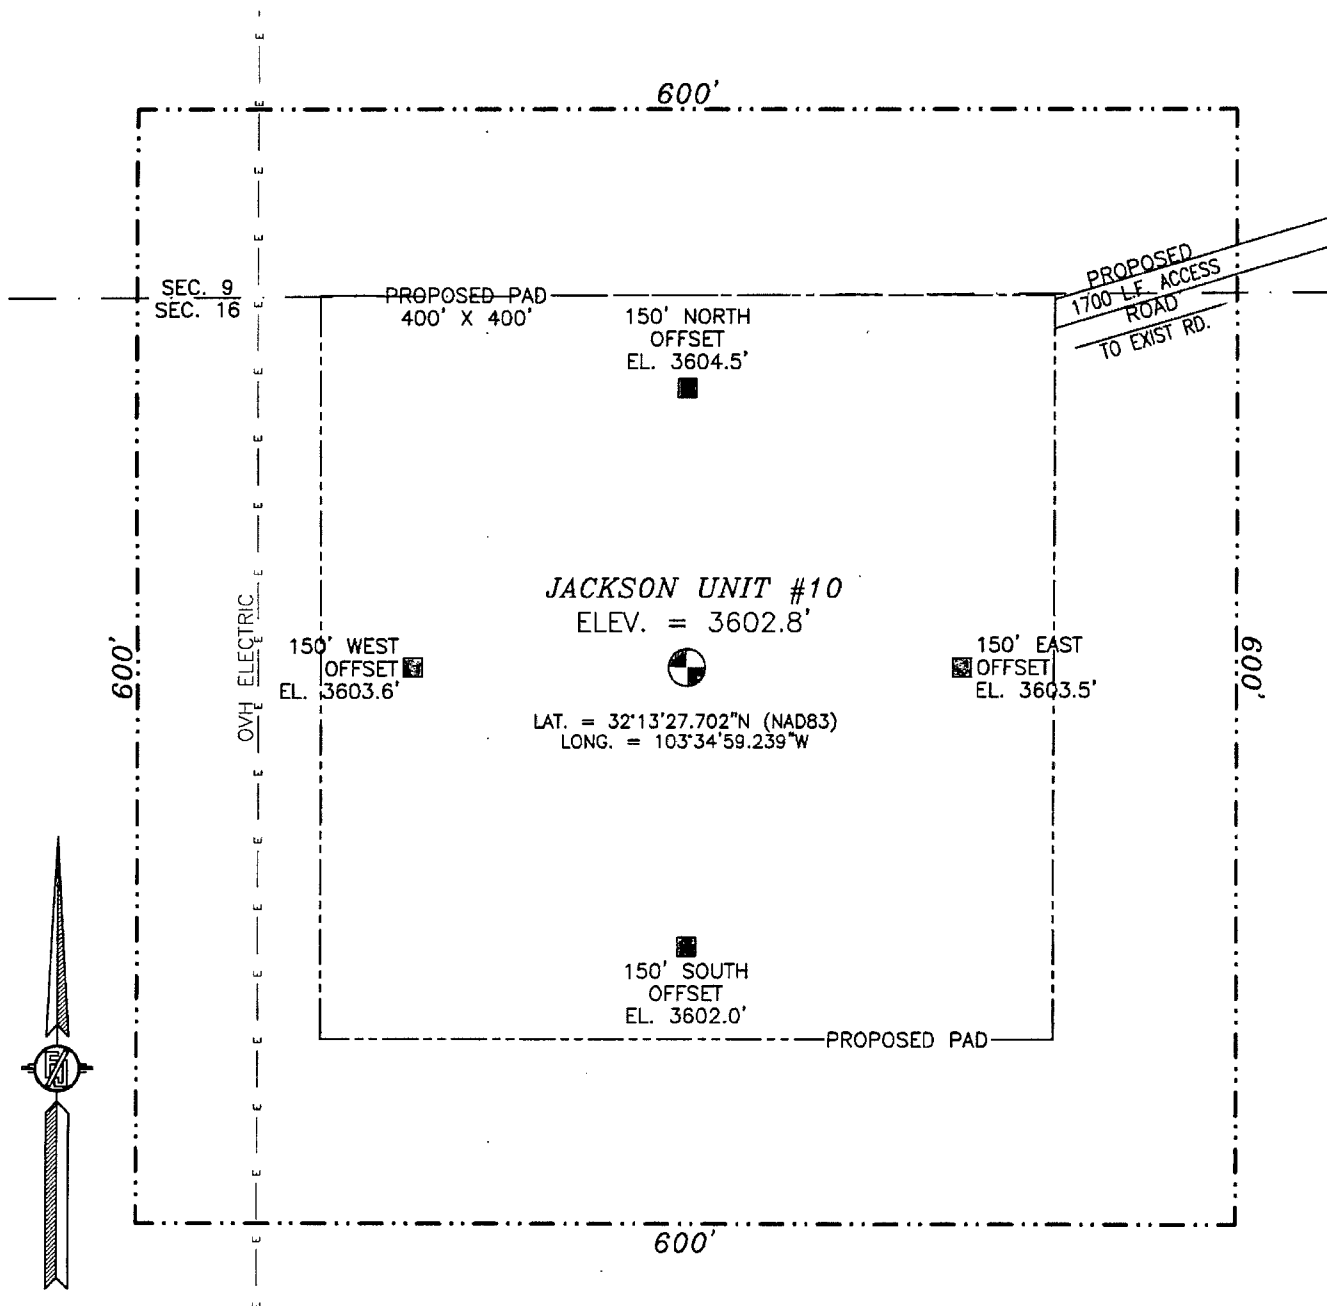 600'
PROPOSED
1700 L.F. ACCESS
ROAD
TO EXIST RD.
SEC. 9
SEC. 16
PROPOSED PAD
400' X 400'
150' NORTH
OFFSET
EL. 3604.5'
JACKSON UNIT #10
ELEV. = 3602.8'
OVH ELECTRIC
600'
150' WEST
OFFSET
EL. 3603.6'
150' EAST
OFFSET
EL. 3603.5'
600'
LAT. = 32°13'27.702"N (NAD83)
LONG. = 103°34'59.239"W
150' SOUTH
OFFSET
EL. 3602.0'
PROPOSED PAD
600'